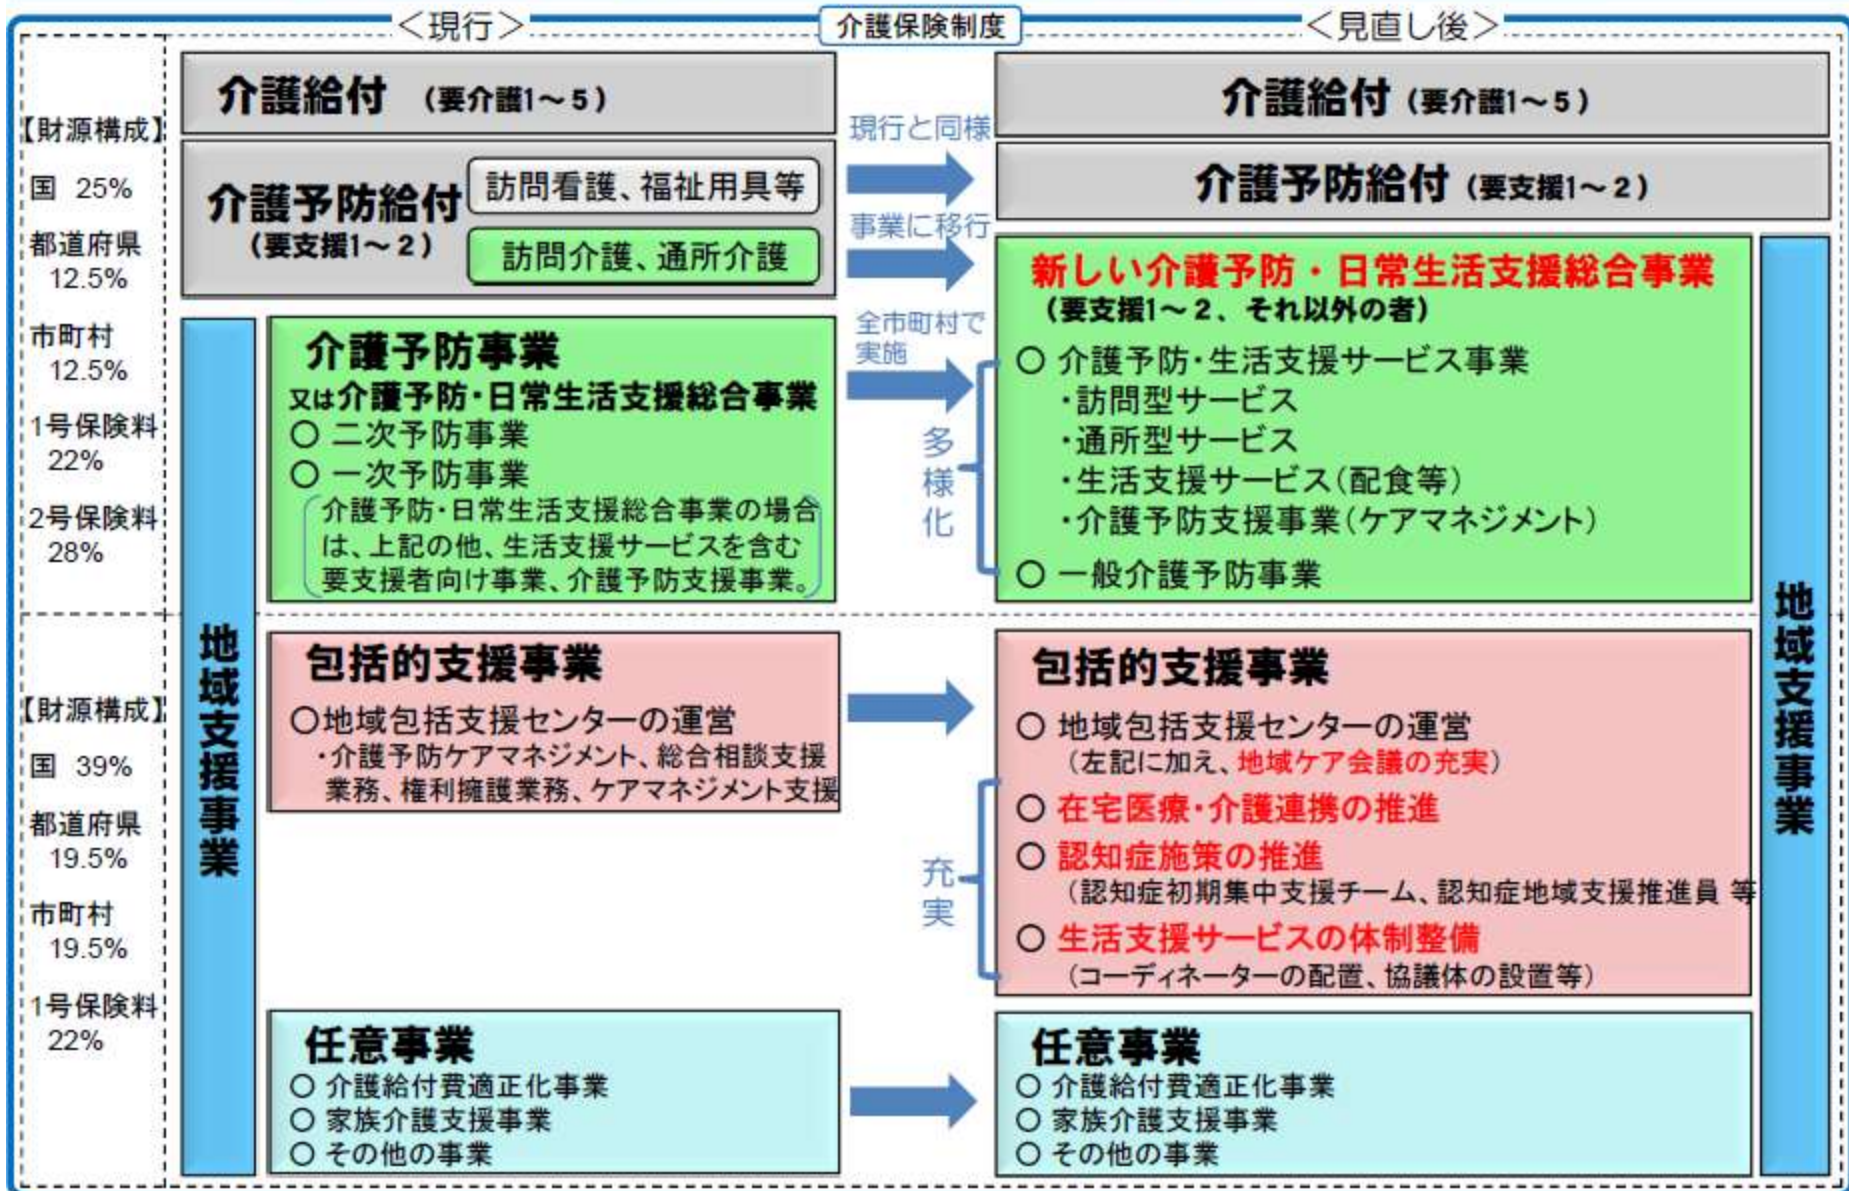 <現行>
介護保険制度
<見直し後>
【財源構成】
国 25%
都道府県
12.5%
市町村
12.5%
1号保険料
22%
2号保険料
28%
介護給付 (要介護1~5)
介護予防給付
(要支援1~2)
訪問看護、福祉用具等
訪問介護、通所介護
介護予防事業
又は介護予防・日常生活支援総合事業
○ 二次予防事業
○ 一次予防事業
介護予防・日常生活支援総合事業の場合
は、上記の他、生活支援サービスを含む
要支援者向け事業、介護予防支援事業。
現行と同様
事業に移行
全市町村で
実施
多様化
介護給付 (要介護1~5)
介護予防給付 (要支援1~2)
新しい介護予防・日常生活支援総合事業
(要支援1~2、それ以外の者)
○ 介護予防・生活支援サービス事業
・訪問型サービス
・通所型サービス
・生活支援サービス(配食等)
・介護予防支援事業(ケアマネジメント)
○ 一般介護予防事業
【財源構成】
国 39%
都道府県
19.5%
市町村
19.5%
1号保険料
22%
地域支援事業
包括的支援事業
○地域包括支援センターの運営
・介護予防ケアマネジメント、総合相談支援
業務、権利擁護業務、ケアマネジメント支援
充実
包括的支援事業
○ 地域包括支援センターの運営
(左記に加え、地域ケア会議の充実)
○ 在宅医療・介護連携の推進
○ 認知症施策の推進
(認知症初期集中支援チーム、認知症地域支援推進員 等
○ 生活支援サービスの体制整備
(コーディネーターの配置、協議体の設置等)
地域支援事業
任意事業
○ 介護給付費適正化事業
○ 家族介護支援事業
○ その他の事業
任意事業
○ 介護給付費適正化事業
○ 家族介護支援事業
○ その他の事業